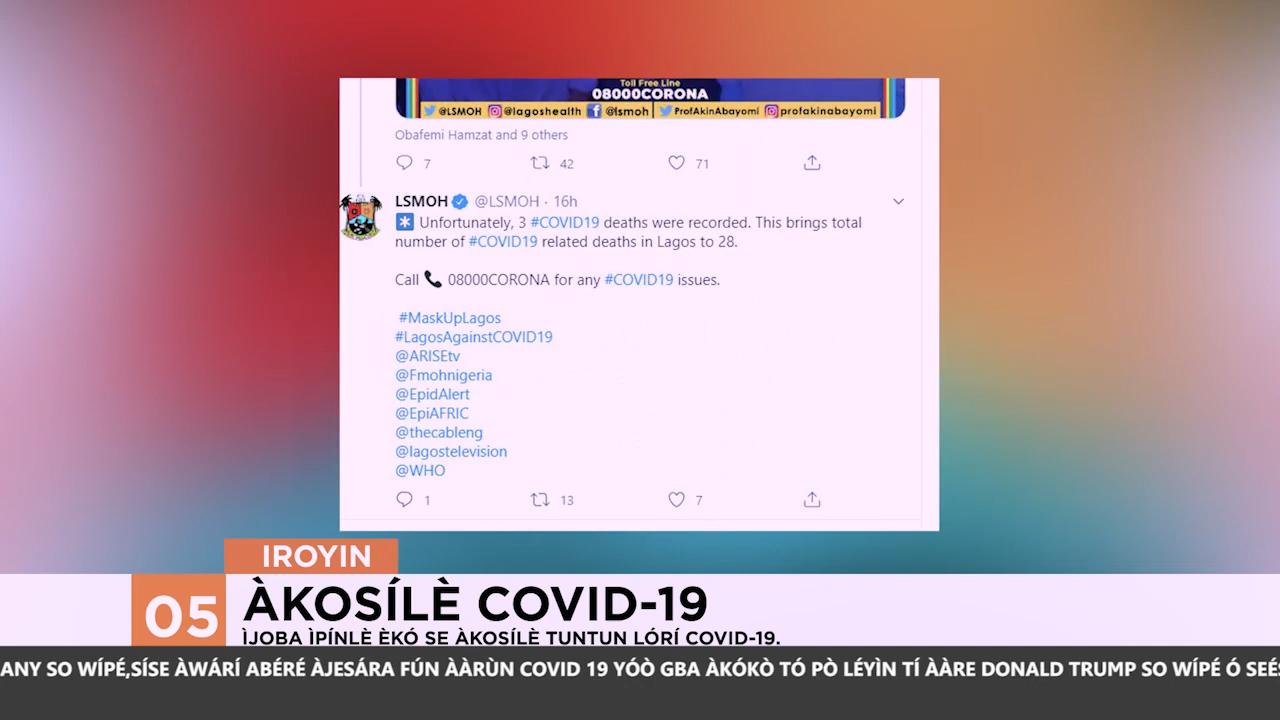 Toll Free Line
08000CORONA
@LSMOH @lagoshealth @lsmoh ProfAkinAbayomi profakinabayomi
Obafemi Hamzat and 9 others
7 42 71
LSMOH @LSMOH · 16h
Unfortunately, 3 #COVID19 deaths were recorded. This brings total
number of #COVID19 related deaths in Lagos to 28.
Call 08000CORONA for any #COVID19 issues.
#MaskUpLagos
#LagosAgainstCOVID19
@ARISEtv
@Fmohnigeria
@EpidAlert
@EpiAFRIC
@thecableng
@lagostelevision
@WHO
1 13 7
IROYIN
05
ÀKOSÍLÈ COVID-19
ÌJOBA ÌPÍNLÈ ÈKÓ SE ÀKOSÍLÈ TUNTUN LÓRÍ COVID-19.
ANY SO WÍPÉ,SÍSE ÀWÁRÍ ABÉRÉ ÀJESÁRA FÚN ÀÀRÙN COVID 19 YÓÒ GBA ÀKÓKÒ TÓ PÒ LÉYÌN TÍ ÀÀRE DONALD TRUMP SO WÍPÉ Ó SEÉS